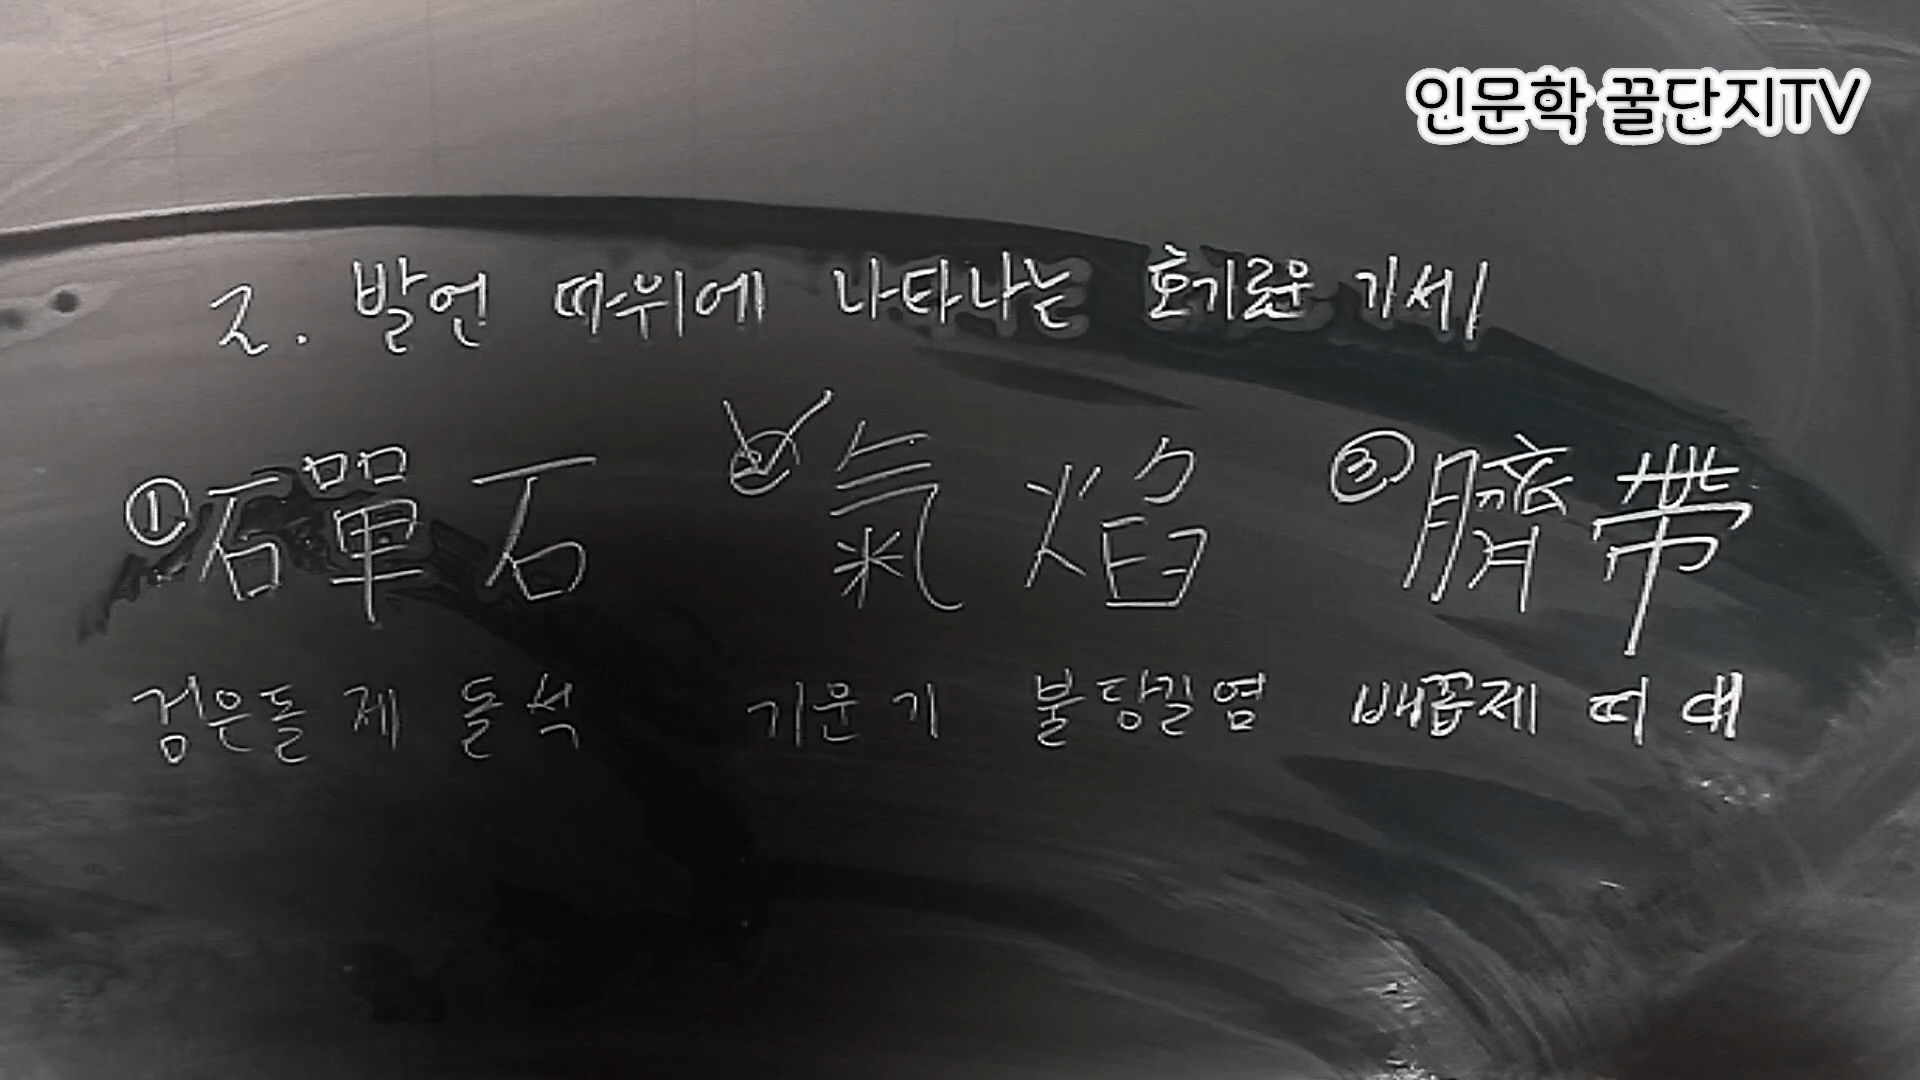 인문학 꿀단지TV
2. 발언 따위에 나타나는 호기로운 기세
① 磾石 ② 氣焰 ③ 臍帶
검은돌 제 돌 석 기운 기 불당길 염 배꼽 제 띠 대